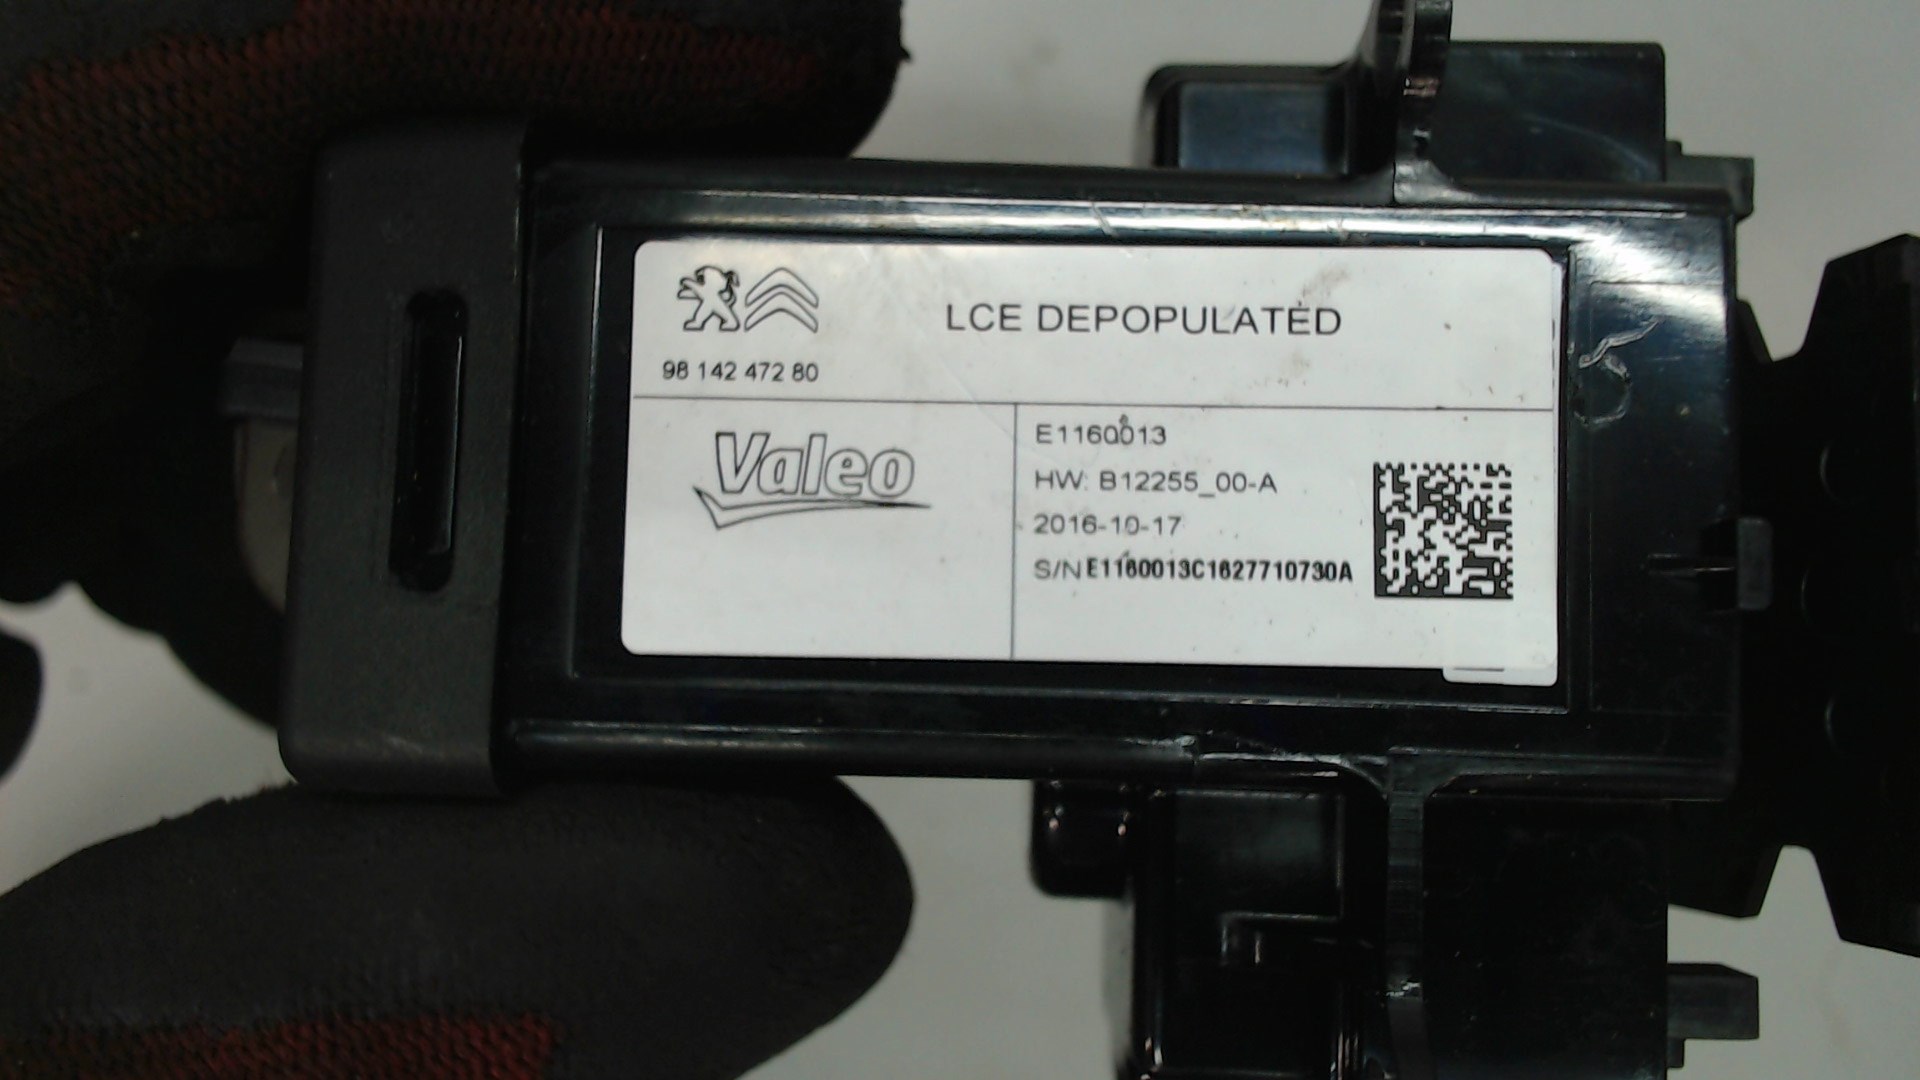 LCE DEPOPULATED
98 142 472 80
Valeo
E1160013
HW: B12255_00-A
2016-10-17
S/N E1160013C1627710730A